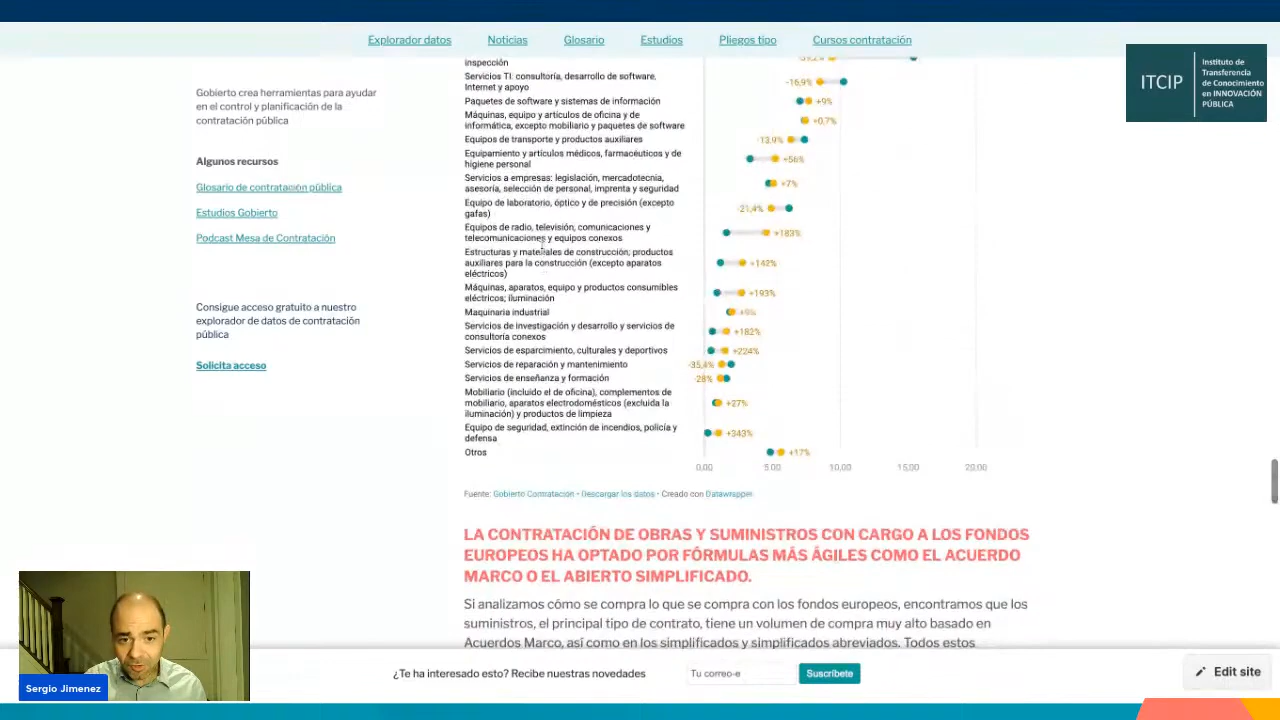 Explorador datos
Noticias
Glosario
Estudios
Pliegos tipo
Cursos contratación
ITCIP
Instituto de
Transferencia
de Conocimiento
en INNOVACIÓN
PÚBLICA
Gobierto crea herramientas para ayudar
en el control y planificación de la
contratación pública
Algunos recursos
Glosario de contratación pública
Estudios Gobierto
Podcast Mesa de Contratación
Consigue acceso gratuito a nuestro
explorador de datos de contratación
pública
Solicita acceso
inspección
Servicios TI: consultoría, desarrollo de software,
Internet y apoyo
-16,9%
Paquetes de software y sistemas de información
+9%
Máquinas, equipo y artículos de oficina y de
informática, excepto mobiliario y paquetes de software
+0,7%
Equipos de transporte y productos auxiliares
-13,9%
Equipamiento y artículos médicos, farmacéuticos y de
higiene personal
+56%
Servicios a empresas: legislación, mercadotecnia,
asesoría, selección de personal, imprenta y seguridad
+7%
Equipo de laboratorio, óptico y de precisión (excepto
gafas)
-21,4%
Equipos de radio, televisión, comunicaciones y
telecomunicaciones y equipos conexos
+183%
Estructuras y materiales de construcción; productos
auxiliares para la construcción (excepto aparatos
eléctricos)
+142%
Máquinas, aparatos, equipo y productos consumibles
eléctricos; iluminación
+193%
Maquinaria industrial
+9%
Servicios de investigación y desarrollo y servicios de
consultoría conexos
+182%
Servicios de esparcimiento, culturales y deportivos
+224%
Servicios de reparación y mantenimiento
-35,4%
Servicios de enseñanza y formación
-28%
Mobiliario (incluido el de oficina), complementos de
mobiliario, aparatos electrodomésticos (excluida la
iluminación) y productos de limpieza
+27%
Equipo de seguridad, extinción de incendios, policía y
defensa
+343%
Otros
+17%
0,00
5,00
10,00
15,00
20,00
Fuente: Gobierto Contratación • Descargar los datos • Creado con Datawrapper
LA CONTRATACIÓN DE OBRAS Y SUMINISTROS CON CARGO A LOS FONDOS
EUROPEOS HA OPTADO POR FÓRMULAS MÁS ÁGILES COMO EL ACUERDO
MARCO O EL ABIERTO SIMPLIFICADO.
Si analizamos cómo se compra lo que se compra con los fondos europeos, encontramos que los
suministros, el principal tipo de contrato, tiene un volumen de compra muy alto basado en
Acuerdos Marco, así como en los simplificados y simplificados abreviados. Todos estos
¿Te ha interesado esto? Recibe nuestras novedades
Tu correo-e
Suscríbete
Edit site
Sergio Jimenez